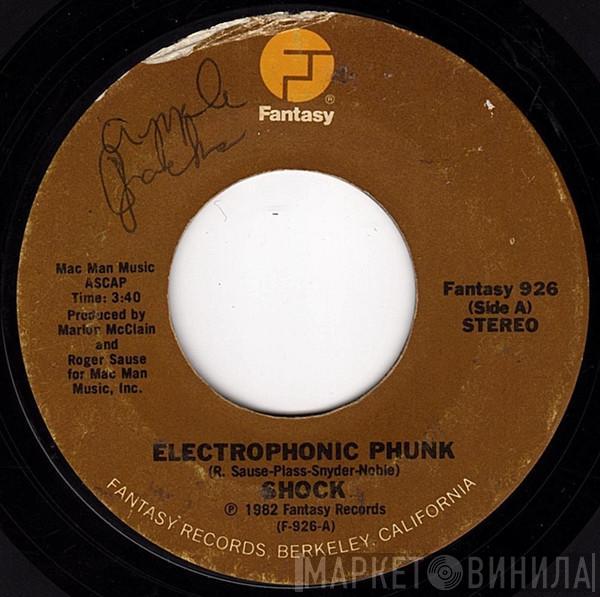 Fantasy
®
Mac Man Music
ASCAP
Time: 3:40
Produced by
Marlon McClain
and
Roger Sause
for Mac Man
Music, Inc.
Fantasy 926
(Side A)
STEREO
ELECTROPHONIC PHUNK
(R. Sause-Plass-Snyder-Noble)
SHOCK
℗ 1982 Fantasy Records
(F-926-A)
FANTASY RECORDS, BERKELEY, CALIFORNIA
МАРКЕТ ВИНИЛА